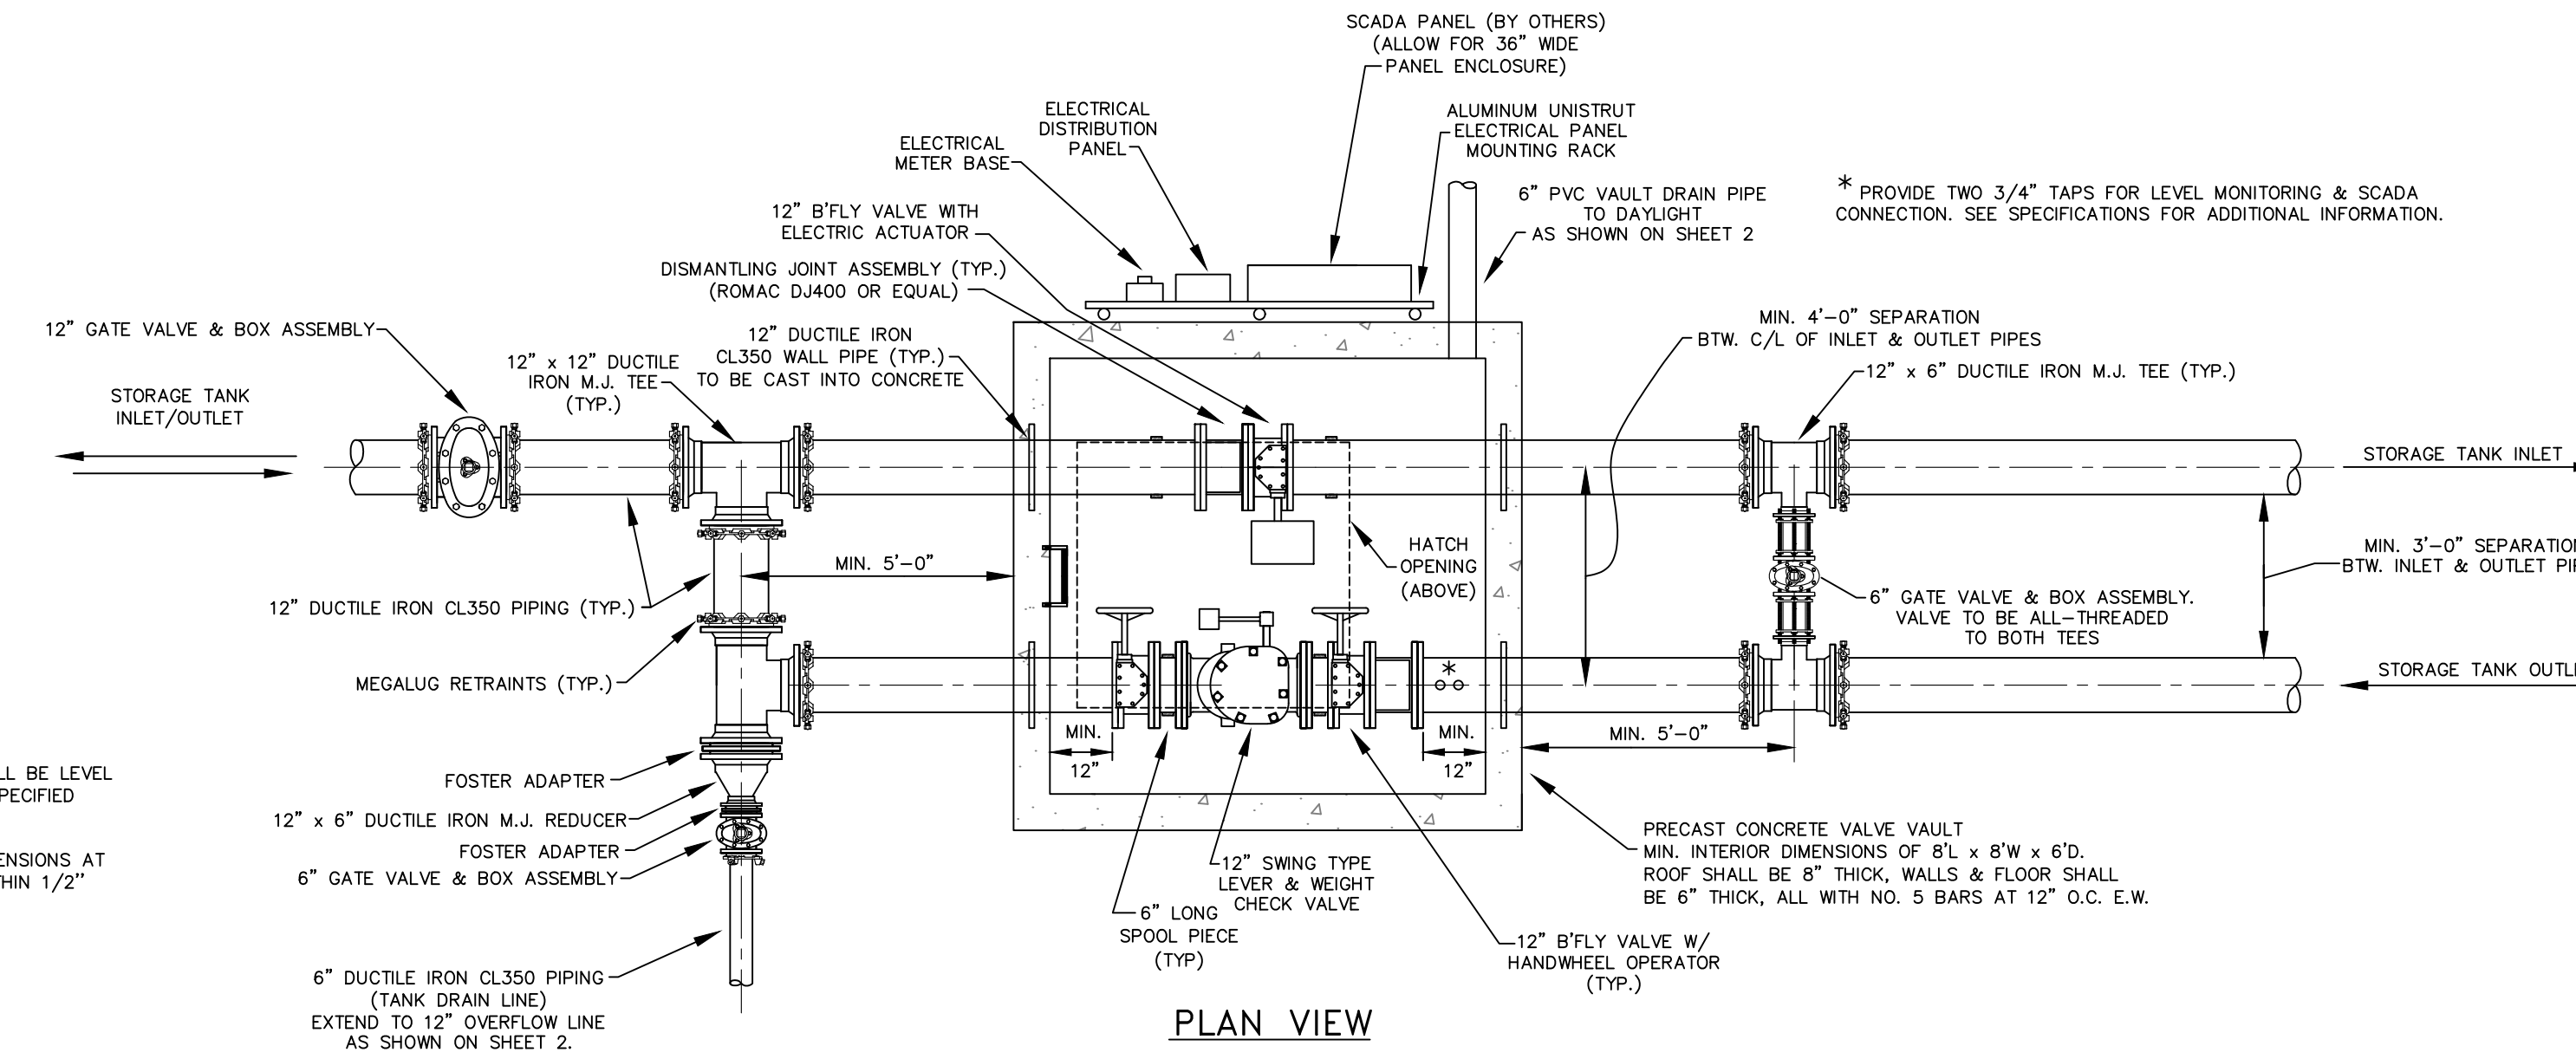 SCADA PANEL (BY OTHERS)
(ALLOW FOR 36" WIDE
PANEL ENCLOSURE)
ELECTRICAL
DISTRIBUTION
PANEL
ALUMINUM UNISTRUT
ELECTRICAL PANEL
MOUNTING RACK
ELECTRICAL
METER BASE
6" PVC VAULT DRAIN PIPE
TO DAYLIGHT
AS SHOWN ON SHEET 2
* PROVIDE TWO 3/4" TAPS FOR LEVEL MONITORING & SCADA
CONNECTION. SEE SPECIFICATIONS FOR ADDITIONAL INFORMATION.
12" B'FLY VALVE WITH
ELECTRIC ACTUATOR
DISMANTLING JOINT ASSEMBLY (TYP.)
(ROMAC DJ400 OR EQUAL)
12" GATE VALVE & BOX ASSEMBLY
12" DUCTILE IRON
CL350 WALL PIPE (TYP.)
TO BE CAST INTO CONCRETE
12" x 12" DUCTILE
IRON M.J. TEE
(TYP.)
MIN. 4'-0" SEPARATION
BTW. C/L OF INLET & OUTLET PIPES
12" x 6" DUCTILE IRON M.J. TEE (TYP.)
STORAGE TANK
INLET/OUTLET
STORAGE TANK INLET
HATCH
OPENING
(ABOVE)
MIN. 5'-0"
MIN. 3'-0" SEPARATION
BTW. INLET & OUTLET PI
12" DUCTILE IRON CL350 PIPING (TYP.)
6" GATE VALVE & BOX ASSEMBLY.
VALVE TO BE ALL-THREADED
TO BOTH TEES
MEGALUG RETRAINTS (TYP.)
*
STORAGE TANK OUTLE
MIN.
12"
MIN.
12"
MIN. 5'-0"
LL BE LEVEL
PECIFIED
FOSTER ADAPTER
12" x 6" DUCTILE IRON M.J. REDUCER
FOSTER ADAPTER
6" GATE VALVE & BOX ASSEMBLY
ENSIONS AT
THIN 1/2"
12" SWING TYPE
LEVER & WEIGHT
CHECK VALVE
PRECAST CONCRETE VALVE VAULT
MIN. INTERIOR DIMENSIONS OF 8'L x 8'W x 6'D.
ROOF SHALL BE 8" THICK, WALLS & FLOOR SHALL
BE 6" THICK, ALL WITH NO. 5 BARS AT 12" O.C. E.W.
6" LONG
SPOOL PIECE
(TYP)
12" B'FLY VALVE W/
HANDWHEEL OPERATOR
(TYP.)
6" DUCTILE IRON CL350 PIPING
(TANK DRAIN LINE)
EXTEND TO 12" OVERFLOW LINE
AS SHOWN ON SHEET 2.
PLAN VIEW